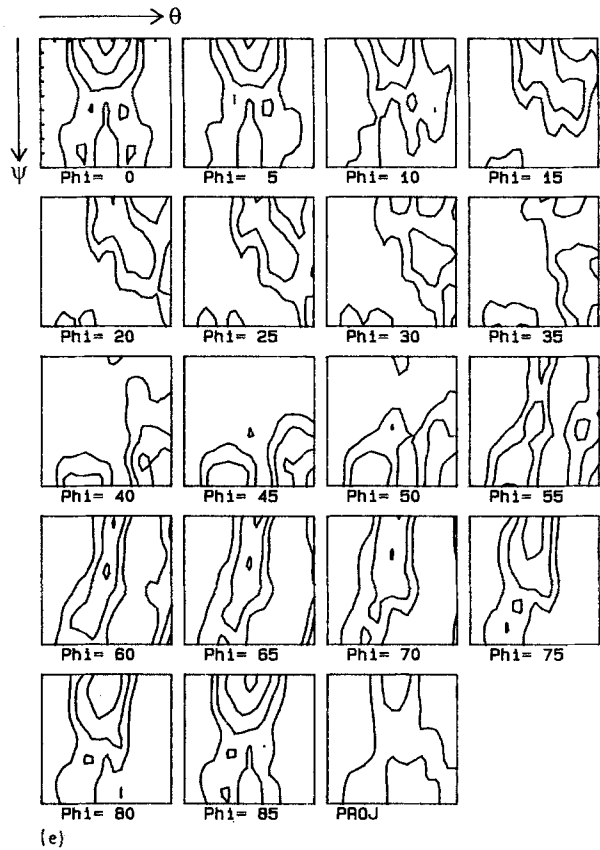 θ
ψ
Phi= 0
Phi= 5
Phi= 10
Phi= 15
Phi= 20
Phi= 25
Phi= 30
Phi= 35
Phi= 40
Phi= 45
Phi= 50
Phi= 55
Phi= 60
Phi= 65
Phi= 70
Phi= 75
Phi= 80
Phi= 85
PROJ
(e)